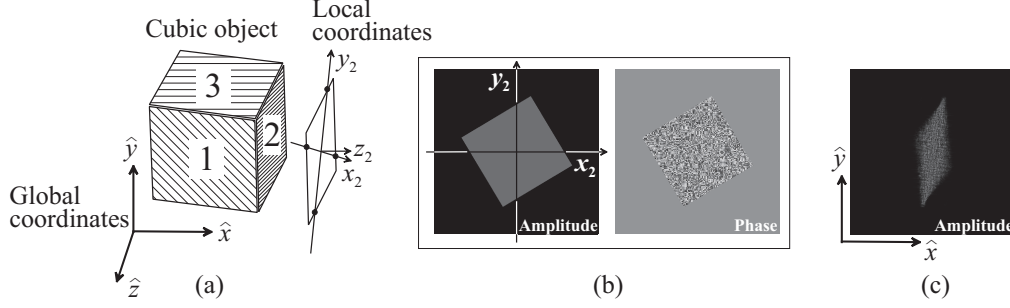 Cubic object
Local
coordinates
y₂
3
2
1
z₂
x₂
ŷ
Global
coordinates
x̂
ẑ
(a)
y₂
x₂
Amplitude
Phase
(b)
ŷ
Amplitude
x̂
(c)